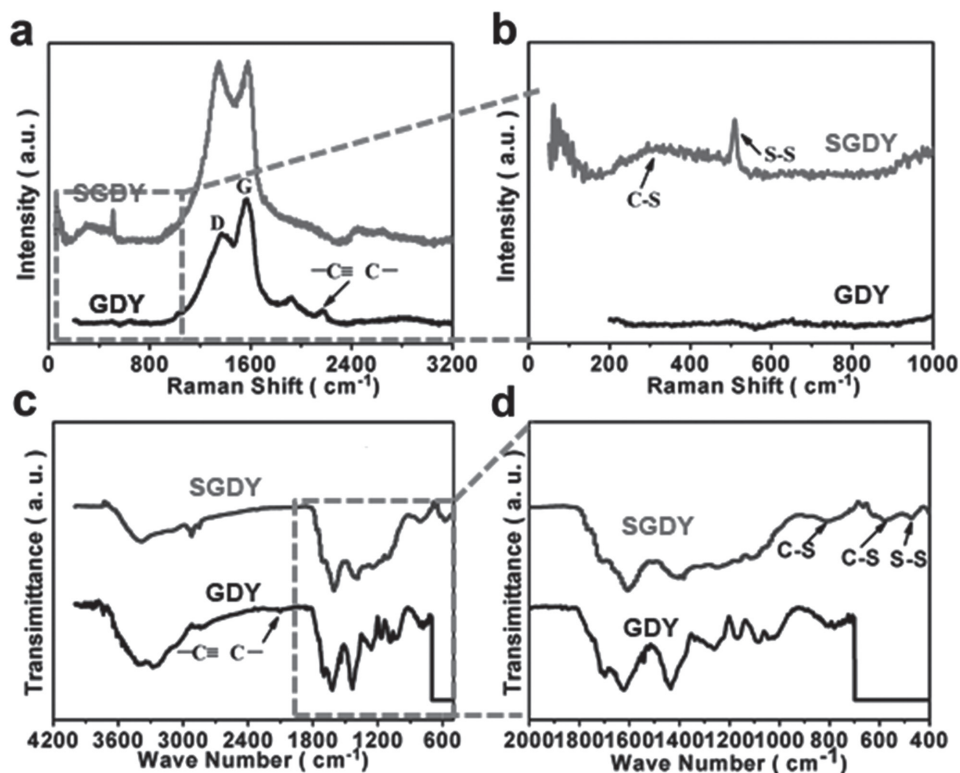 a
Intensity ( a.u. )
SGDY
D
G
—C≡ C—
GDY
0 800 1600 2400 3200
Raman Shift ( cm-1)
b
Intensity ( a.u. )
S-S
SGDY
C-S
GDY
0 200 400 600 800 1000
Raman Shift ( cm-1)
c
Transimittance ( a. u. )
SGDY
GDY
—C≡ C—
4200 3600 3000 2400 1800 1200 600
Wave Number ( cm-1)
d
Transimittance ( a. u. )
SGDY
C-S
C-S
S-S
GDY
2000 1800 1600 1400 1200 1000 800 600 400
Wave Number ( cm-1)